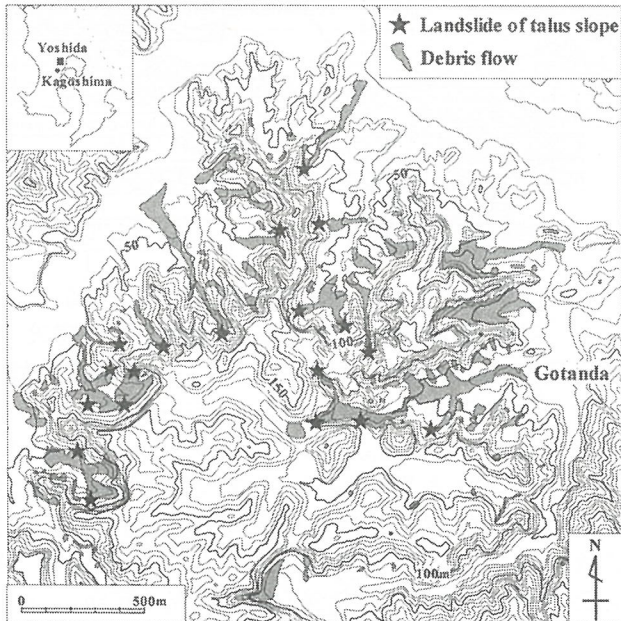 Yoshida
Kagoshima
Landslide of talus slope
Debris flow
50
50
100
150
Gotanda
100m
0 500m
N